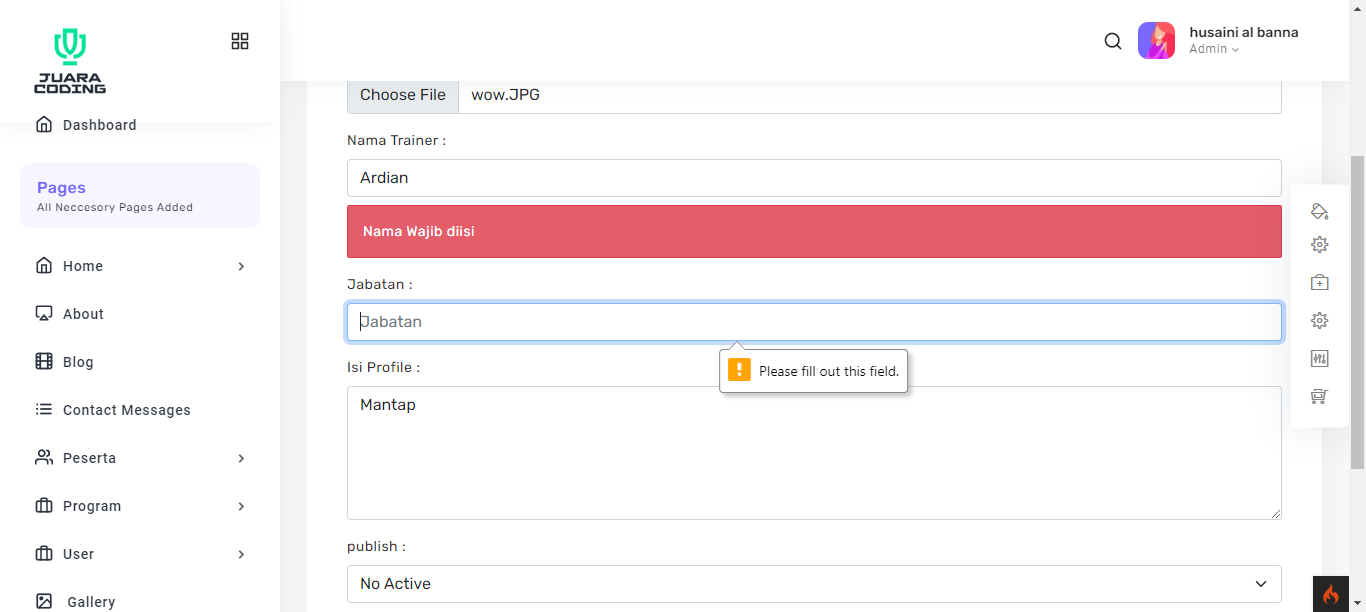 JUARA
CODING
husaini al banna
Admin
Dashboard
Pages
All Neccesory Pages Added
Home
About
Blog
Contact Messages
Peserta
Program
User
Gallery
Choose File wow.JPG
Nama Trainer :
Ardian
Nama Wajib diisi
Jabatan :
Jabatan
Please fill out this field.
Isi Profile :
Mantap
publish :
No Active